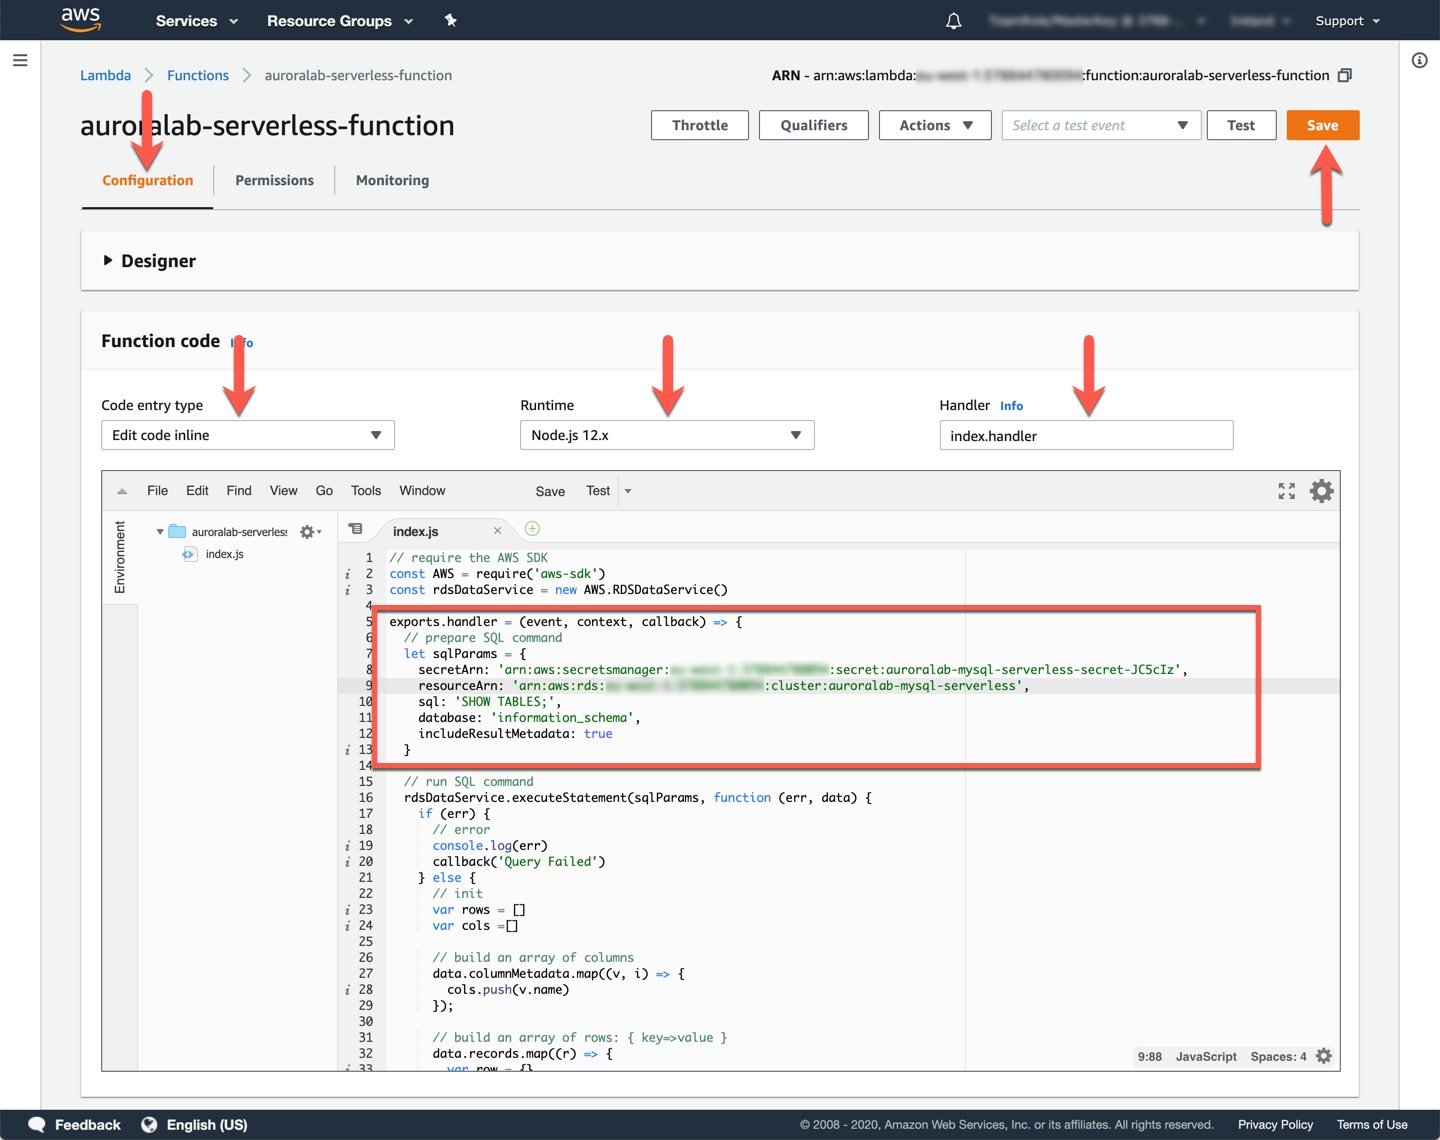 aws
Services
Resource Groups
Support
Lambda
Functions
auroralab-serverless-function
ARN - arn:aws:lambda: :function:auroralab-serverless-function
auroralab-serverless-function
Throttle
Qualifiers
Actions
Select a test event
Test
Save
Configuration
Permissions
Monitoring
Designer
Function code
Info
Code entry type
Runtime
Handler Info
Edit code inline
Node.js 12.x
index.handler
File Edit Find View Go Tools Window Save Test
Environment
auroralab-serverless
index.js
index.js
1 // require the AWS SDK
2 const AWS = require('aws-sdk')
3 const rdsDataService = new AWS.RDSDataService()
4
5 exports.handler = (event, context, callback) => {
6 // prepare SQL command
7 let sqlParams = {
8 secretArn: 'arn:aws:secretsmanager: :secret:auroralab-mysql-serverless-secret-JC5cIz',
9 resourceArn: 'arn:aws:rds: :cluster:auroralab-mysql-serverless',
10 sql: 'SHOW TABLES;',
11 database: 'information_schema',
12 includeResultMetadata: true
13 }
14
15 // run SQL command
16 rdsDataService.executeStatement(sqlParams, function (err, data) {
17 if (err) {
18 // error
19 console.log(err)
20 callback('Query Failed')
21 } else {
22 // init
23 var rows = []
24 var cols =[]
25
26 // build an array of columns
27 data.columnMetadata.map((v, i) => {
28 cols.push(v.name)
29 });
30
31 // build an array of rows: { key=>value }
32 data.records.map((r) => {
33 var row = {}
9:88 JavaScript Spaces: 4
Feedback
English (US)
© 2008 - 2020, Amazon Web Services, Inc. or its affiliates. All rights reserved.
Privacy Policy
Terms of Use